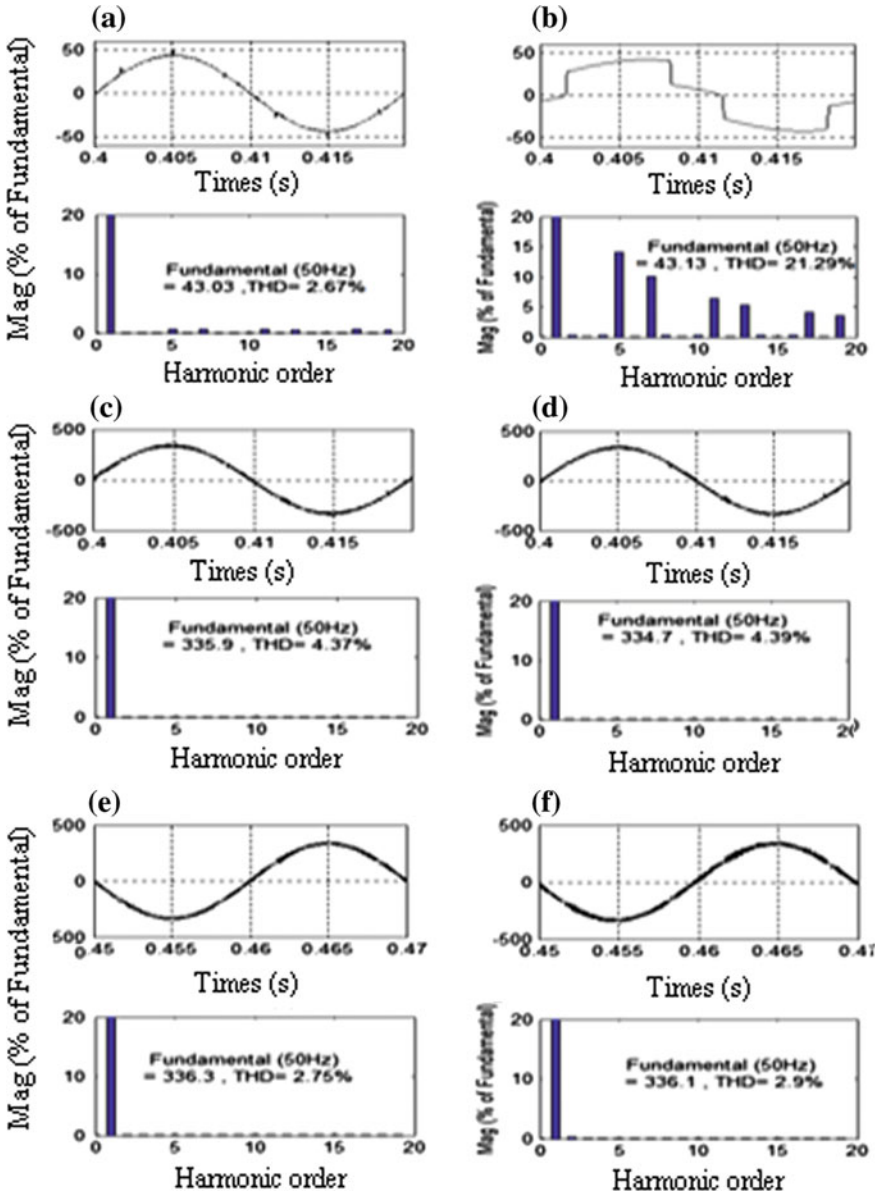 (a)
(b)
Mag (% of Fundamental)
50
0
-50
0.4
0.405
0.41
0.415
Times (s)
50
0
-50
0.4
0.405
0.41
0.415
Times (s)
20
10
0
Fundamental (50Hz)
= 43.03 ,THD= 2.67%
0
5
10
15
20
Harmonic order
Mag (% of Fundamental)
20
15
10
5
0
Fundamental (50Hz)
= 43.13 , THD= 21.29%
0
5
10
15
20
Harmonic order
(c)
(d)
Mag (% of Fundamental)
500
0
-500
0.4
0.405
0.41
0.415
Times (s)
500
0
-500
0.4
0.405
0.41
0.415
Times (s)
20
10
0
Fundamental (50Hz)
= 335.9 , THD= 4.37%
0
5
10
15
20
Harmonic order
Mag (% of Fundamental)
20
10
0
Fundamental (50Hz)
= 334.7 , THD= 4.39%
0
5
10
15
20
Harmonic order
(e)
(f)
Mag (% of Fundamental)
500
0
500
0.45
0.455
0.46
0.465
0.47
Times (s)
500
0
-500
0.45
0.455
0.46
0.465
0.47
Times (s)
20
10
0
Fundamental (50Hz)
= 336.3 , THD= 2.75%
0
5
10
15
20
Harmonic order
Mag (% of Fundamental)
20
10
0
Fundamental (50Hz)
= 336.1 , THD= 2.9%
0
5
10
15
20
Harmonic order